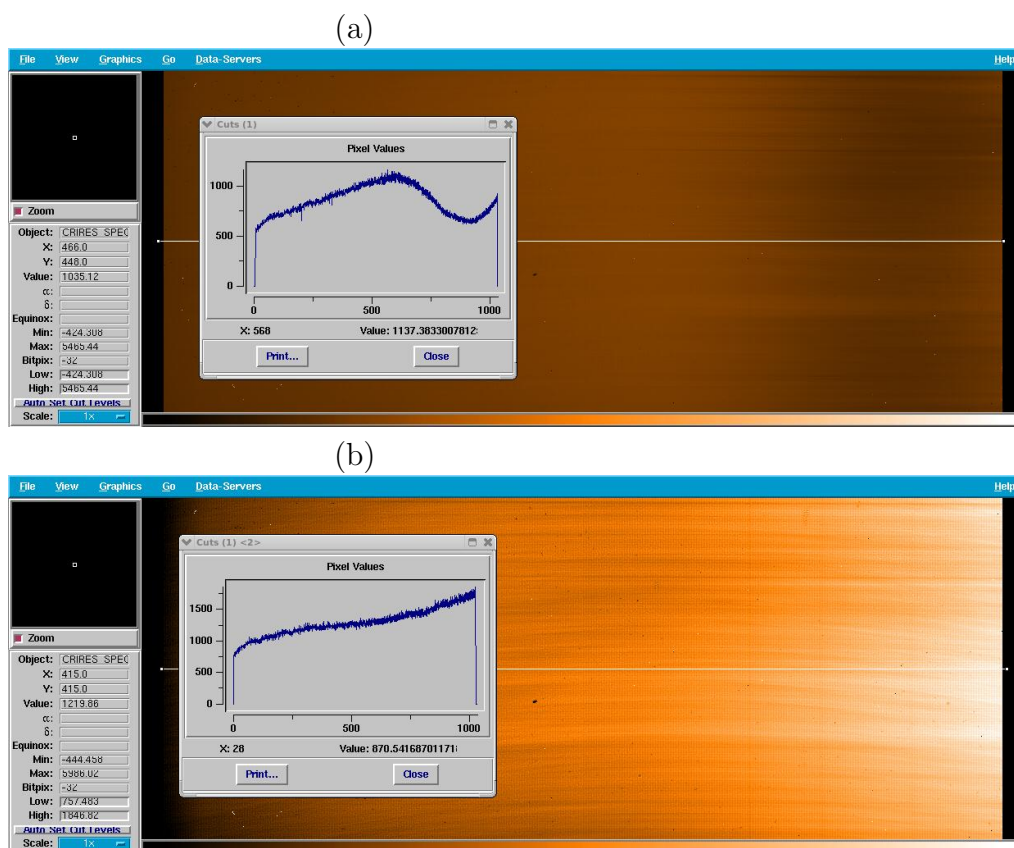 (a)
File View Graphics Go Data-Servers Help
Cuts (1)
Pixel Values
1000
500
0
0 500 1000
X: 568 Value: 1137.3833007812
Print... Close
Zoom
Object: CRIRES SPEC
X: 466.0
Y: 448.0
Value: 1035.12
α:
δ:
Equinox:
Min: -424.308
Max: 5465.44
Bitpix: -32
Low: -424.308
High: 5465.44
Auto Set Cut Levels
Scale: 1x
(b)
File View Graphics Go Data-Servers Help
Cuts (1) <2>
Pixel Values
1500
1000
500
0
0 500 1000
X: 28 Value: 870.54168701171
Print... Close
Zoom
Object: CRIRES SPEC
X: 415.0
Y: 415.0
Value: 1219.86
α:
δ:
Equinox:
Min: -444.458
Max: 5986.02
Bitpix: -32
Low: 757.483
High: 1846.82
Auto Set Cut Levels
Scale: 1x